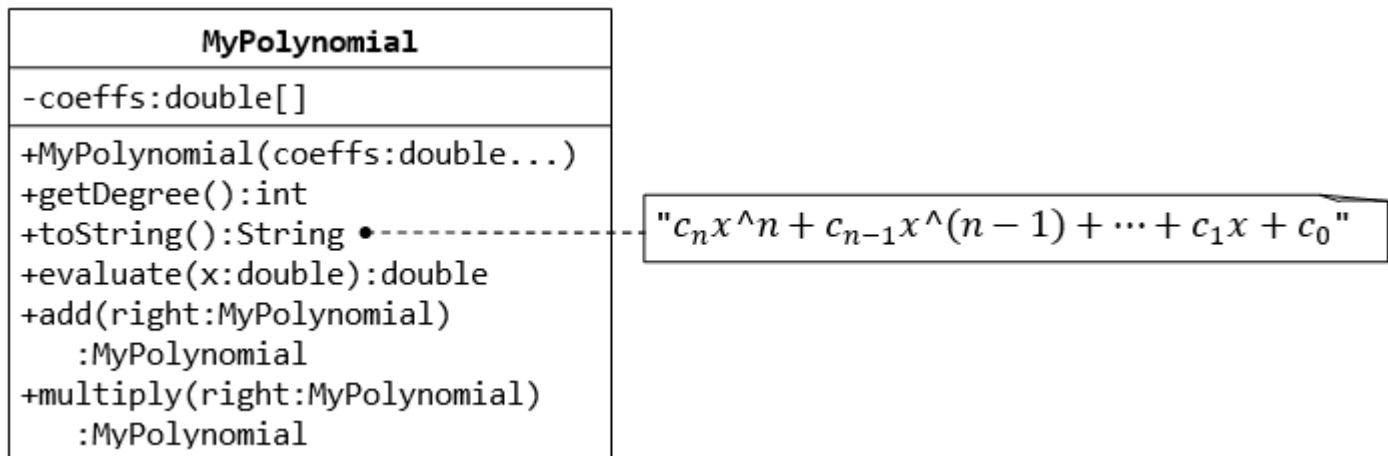 MyPolynomial
-coeffs:double[]
+MyPolynomial(coeffs:double...)
+getDegree():int
+toString():String
"cₙx^n + cₙ₋₁x^(n − 1) + ⋯ + c₁x + c₀"
+evaluate(x:double):double
+add(right:MyPolynomial)
:MyPolynomial
+multiply(right:MyPolynomial)
:MyPolynomial